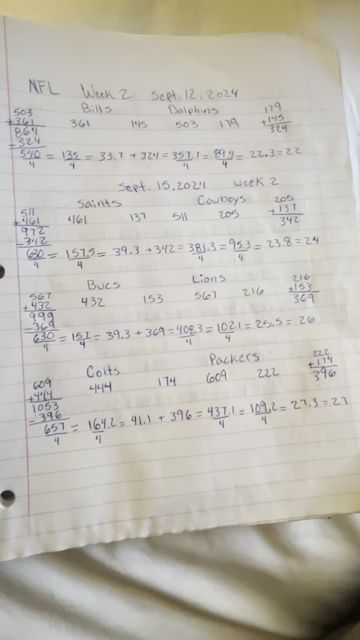 NFL Week 2 Sept. 12, 2024
503 Bills Dolphins 179
+361 361 145 503 179 +145
864 324
-324
540/4 = 135/4 = 33.7 + 324 = 357.7/4 = 89.4/4 = 22.3 = 22
Sept. 15, 2024 Week 2
511 Saints Cowboys 205
+461 461 137 511 205 +137
972 342
-342
630/4 = 157.5/4 = 39.3 + 342 = 381.3/4 = 95.3/4 = 23.8 = 24
567 Bucs Lions 216
+432 432 153 567 216 +153
999 369
-369
630/4 = 157/4 = 39.3 + 369 = 408.3/4 = 102.1/4 = 25.5 = 26
609 Colts Packers 222
+444 444 174 609 222 +174
1053 396
-396
657/4 = 164.2/4 = 41.1 + 396 = 437.1/4 = 109.2/4 = 27.3 = 27